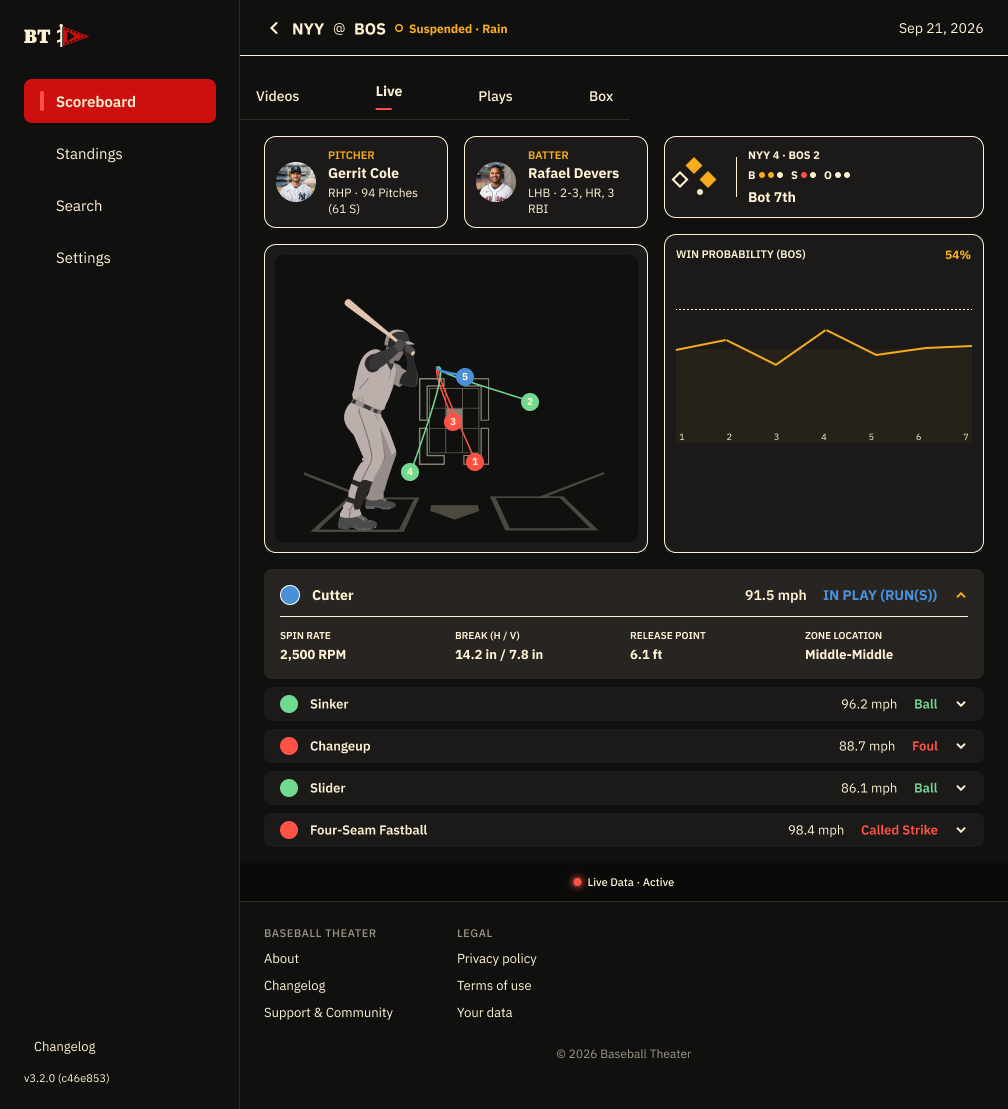 BT
Scoreboard
Standings
Search
Settings
Changelog
v3.2.0 (c46e853)
NYY @ BOS Suspended · Rain
Sep 21, 2026
Videos
Live
Plays
Box
PITCHER
Gerrit Cole
RHP · 94 Pitches
(61 S)
BATTER
Rafael Devers
LHB · 2-3, HR, 3
RBI
NYY 4 · BOS 2
B S O
Bot 7th
5
2
3
1
4
WIN PROBABILITY (BOS) 54%
1 2 3 4 5 6 7
Cutter 91.5 mph IN PLAY (RUN(S))
SPIN RATE
2,500 RPM
BREAK (H / V)
14.2 in / 7.8 in
RELEASE POINT
6.1 ft
ZONE LOCATION
Middle-Middle
Sinker 96.2 mph Ball
Changeup 88.7 mph Foul
Slider 86.1 mph Ball
Four-Seam Fastball 98.4 mph Called Strike
Live Data · Active
BASEBALL THEATER
About
Changelog
Support & Community
LEGAL
Privacy policy
Terms of use
Your data
© 2026 Baseball Theater